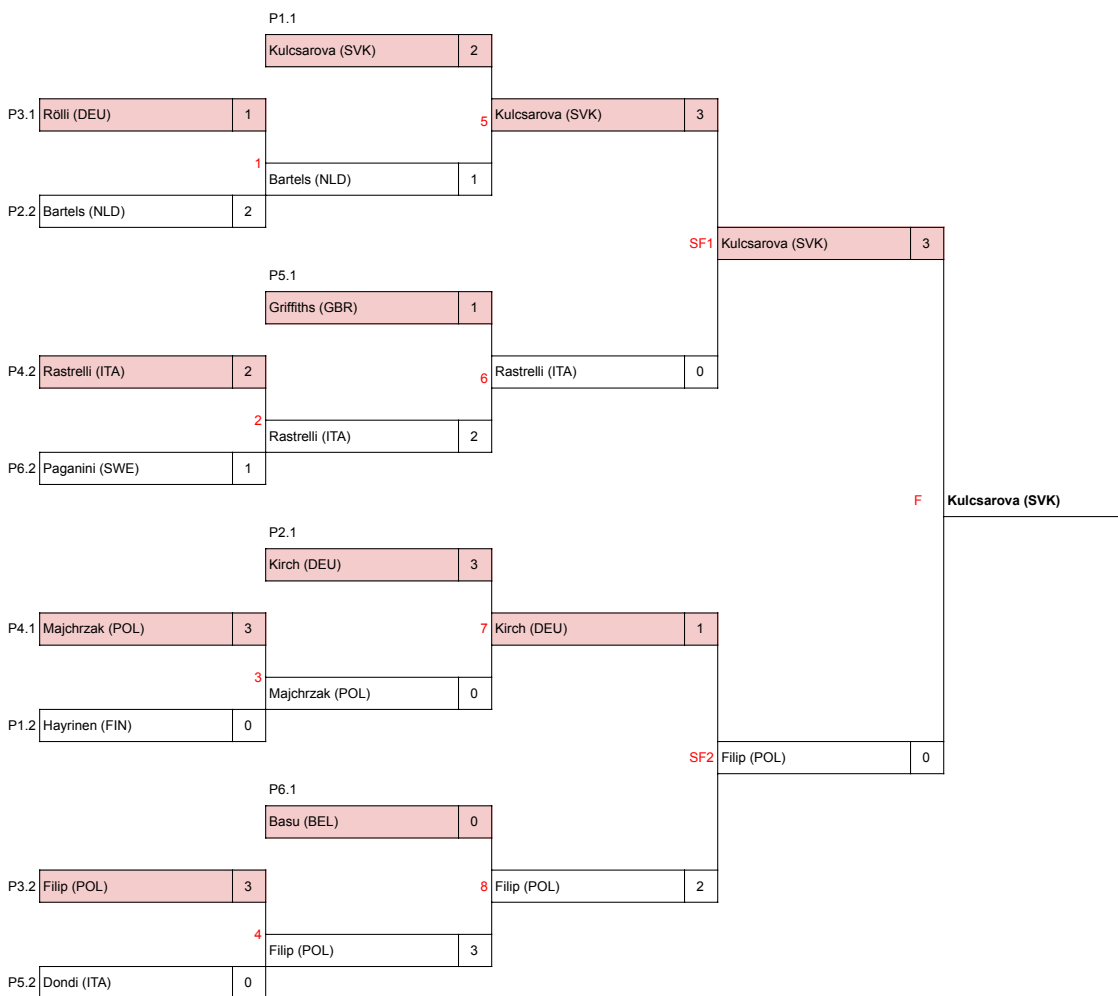 P1.1
Kulcsarova (SVK) 2
P3.1 Rölli (DEU) 1
5 Kulcsarova (SVK) 3
1
Bartels (NLD) 1
P2.2 Bartels (NLD) 2
SF1 Kulcsarova (SVK) 3
P5.1
Griffiths (GBR) 1
P4.2 Rastrelli (ITA) 2
6 Rastrelli (ITA) 0
2
Rastrelli (ITA) 2
P6.2 Paganini (SWE) 1
F Kulcsarova (SVK)
P2.1
Kirch (DEU) 3
P4.1 Majchrzak (POL) 3
7 Kirch (DEU) 1
3
Majchrzak (POL) 0
P1.2 Hayrinen (FIN) 0
SF2 Filip (POL) 0
P6.1
Basu (BEL) 0
P3.2 Filip (POL) 3
8 Filip (POL) 2
4
Filip (POL) 3
P5.2 Dondi (ITA) 0